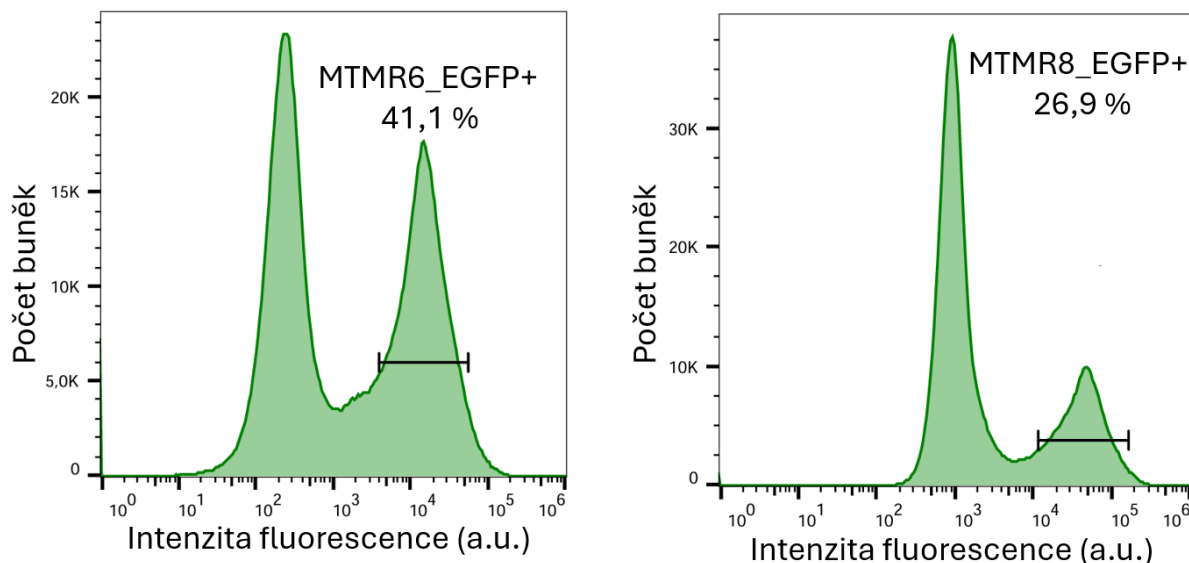 MTMR6_EGFP+
41,1 %
20K
15K
10K
5,0K
0
Počet buněk
10^0 10^1 10^2 10^3 10^4 10^5 10^6
Intenzita fluorescence (a.u.)
MTMR8_EGFP+
26,9 %
30K
20K
10K
0
Počet buněk
10^0 10^1 10^2 10^3 10^4 10^5 10^6
Intenzita fluorescence (a.u.)